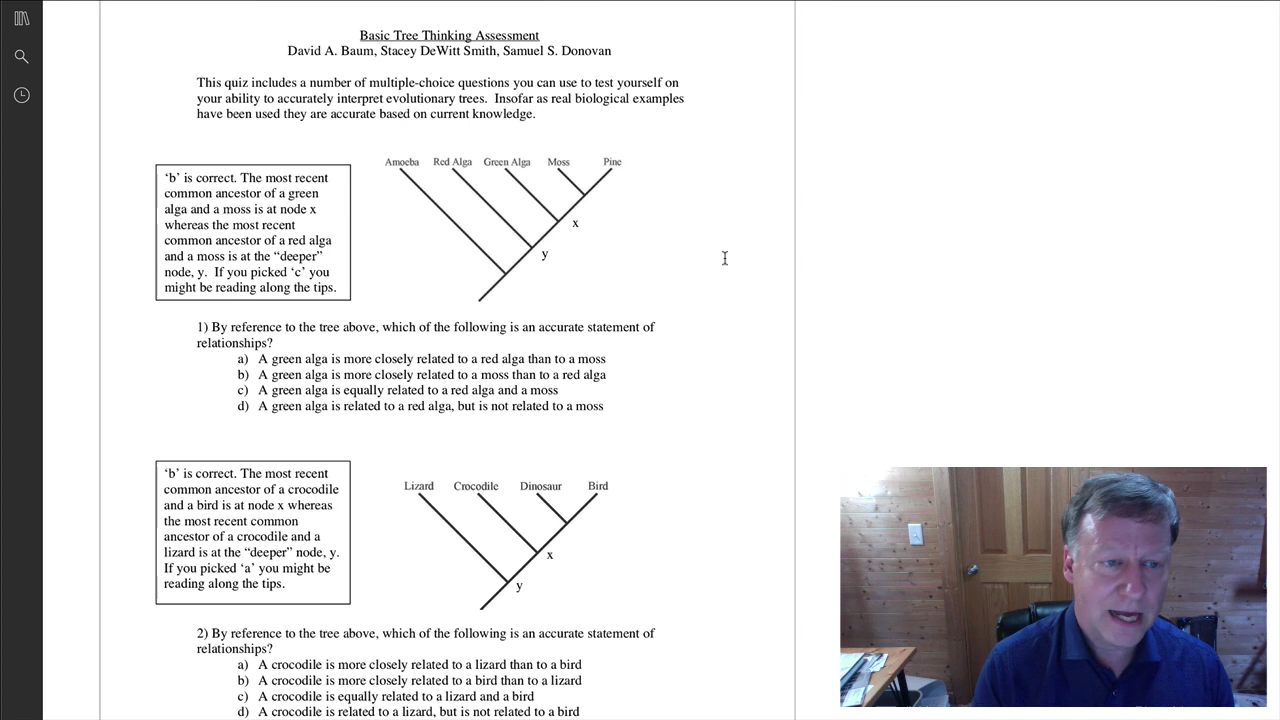 Basic Tree Thinking Assessment
David A. Baum, Stacey DeWitt Smith, Samuel S. Donovan
This quiz includes a number of multiple-choice questions you can use to test yourself on
your ability to accurately interpret evolutionary trees.  Insofar as real biological examples
have been used they are accurate based on current knowledge.
Amoeba Red Alga Green Alga Moss Pine
x
y
‘b’ is correct. The most recent
common ancestor of a green
alga and a moss is at node x
whereas the most recent
common ancestor of a red alga
and a moss is at the “deeper”
node, y.  If you picked ‘c’ you
might be reading along the tips.
1) By reference to the tree above, which of the following is an accurate statement of
relationships?
a) A green alga is more closely related to a red alga than to a moss
b) A green alga is more closely related to a moss than to a red alga
c) A green alga is equally related to a red alga and a moss
d) A green alga is related to a red alga, but is not related to a moss
‘b’ is correct. The most recent
common ancestor of a crocodile
and a bird is at node x whereas
the most recent common
ancestor of a crocodile and a
lizard is at the “deeper” node, y.
If you picked ‘a’ you might be
reading along the tips.
Lizard Crocodile Dinosaur Bird
x
y
2) By reference to the tree above, which of the following is an accurate statement of
relationships?
a) A crocodile is more closely related to a lizard than to a bird
b) A crocodile is more closely related to a bird than to a lizard
c) A crocodile is equally related to a lizard and a bird
d) A crocodile is related to a lizard, but is not related to a bird